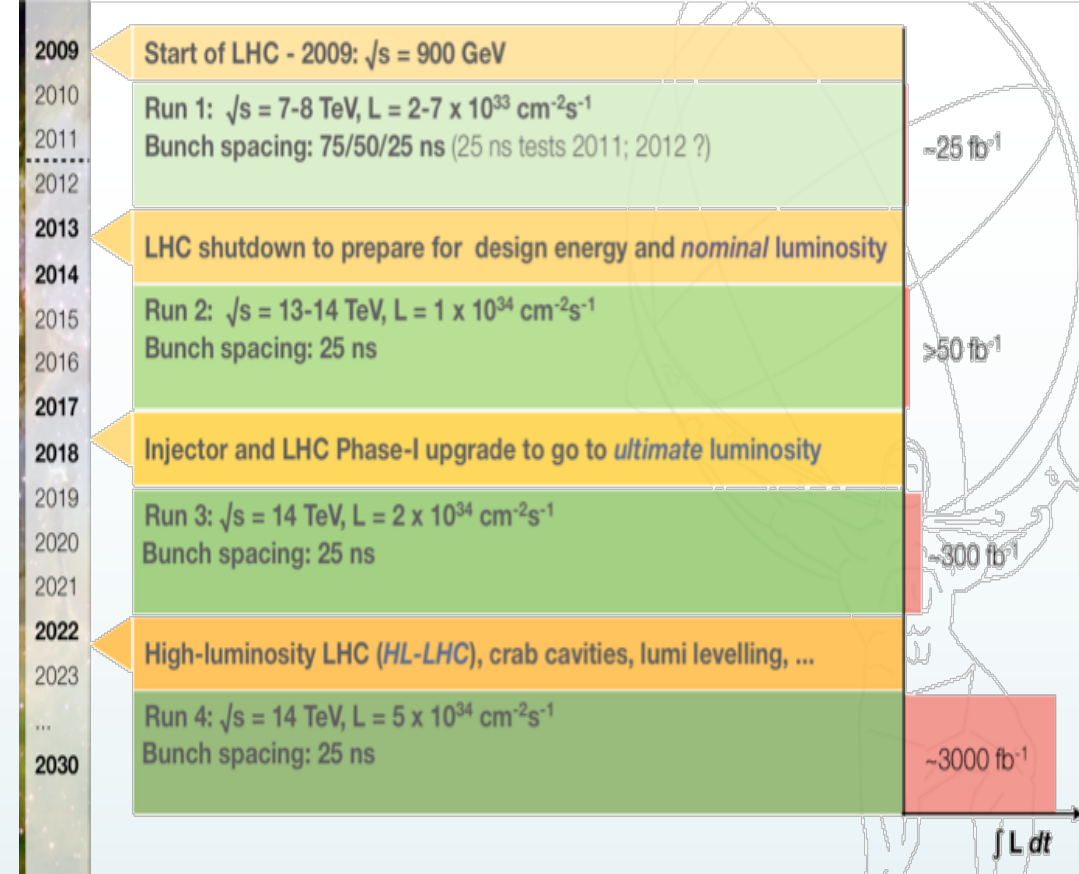 2009
Start of LHC - 2009: √s = 900 GeV
2010
Run 1: √s = 7-8 TeV, L = 2-7 x 10³³ cm⁻²s⁻¹
2011
Bunch spacing: 75/50/25 ns (25 ns tests 2011; 2012 ?)
~25 fb⁻¹
2012
2013
LHC shutdown to prepare for design energy and nominal luminosity
2014
2015
Run 2: √s = 13-14 TeV, L = 1 x 10³⁴ cm⁻²s⁻¹
2016
Bunch spacing: 25 ns
>50 fb⁻¹
2017
2018
Injector and LHC Phase-I upgrade to go to ultimate luminosity
2019
Run 3: √s = 14 TeV, L = 2 x 10³⁴ cm⁻²s⁻¹
2020
Bunch spacing: 25 ns
~300 fb⁻¹
2021
2022
High-luminosity LHC (HL-LHC), crab cavities, lumi levelling, ...
2023
Run 4: √s = 14 TeV, L = 5 x 10³⁴ cm⁻²s⁻¹
...
Bunch spacing: 25 ns
2030
~3000 fb⁻¹
∫ L dt